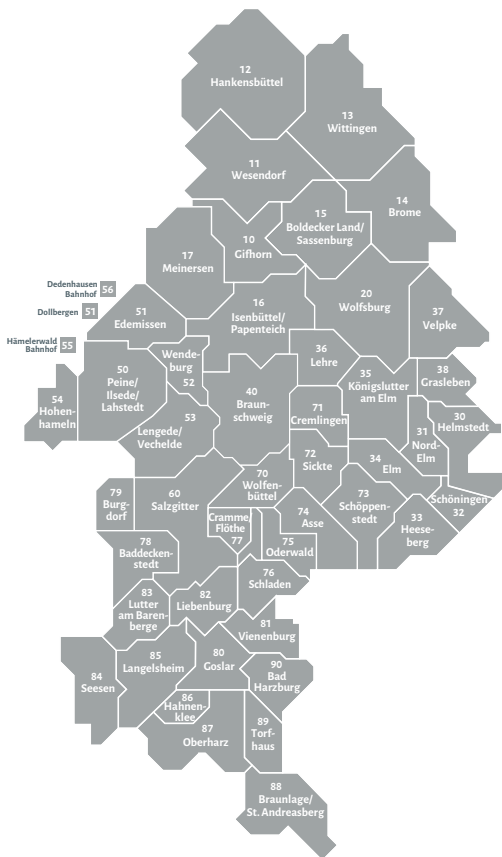 12
Hankensbüttel
13
Wittingen
11
Wesendorf
14
Brome
15
Boldecker Land/
Sassenburg
10
Gifhorn
17
Meinersen
Dedenhausen
Bahnhof
56
Dollbergen
51
51
Edemissen
16
Isenbüttel/
Papenteich
20
Wolfsburg
37
Velpke
Hämelerwald
Bahnhof
55
50
Peine/
Ilsede/
Lahstedt
Wende-
burg
52
36
Lehre
35
Königslutter
am Elm
38
Grasleben
54
Hohen-
hameln
53
Lengede/
Vechelde
40
Braun-
schweig
71
Cremlingen
30
Helmstedt
31
Nord-
Elm
72
Sickte
34
Elm
70
Wolfen-
büttel
79
Burg-
dorf
60
Salzgitter
73
Schöppen-
stedt
Schöningen
32
33
Heese-
berg
74
Asse
Cramme/
Flöthe
77
75
Oderwald
78
Baddecken-
stedt
76
Schladen
83
Lutter
am Baren-
berge
82
Liebenburg
81
Vienenburg
85
Langelsheim
80
Goslar
90
Bad
Harzburg
84
Seesen
86
Hahnen-
klee
87
Oberharz
89
Torf-
haus
88
Braunlage/
St. Andreasberg